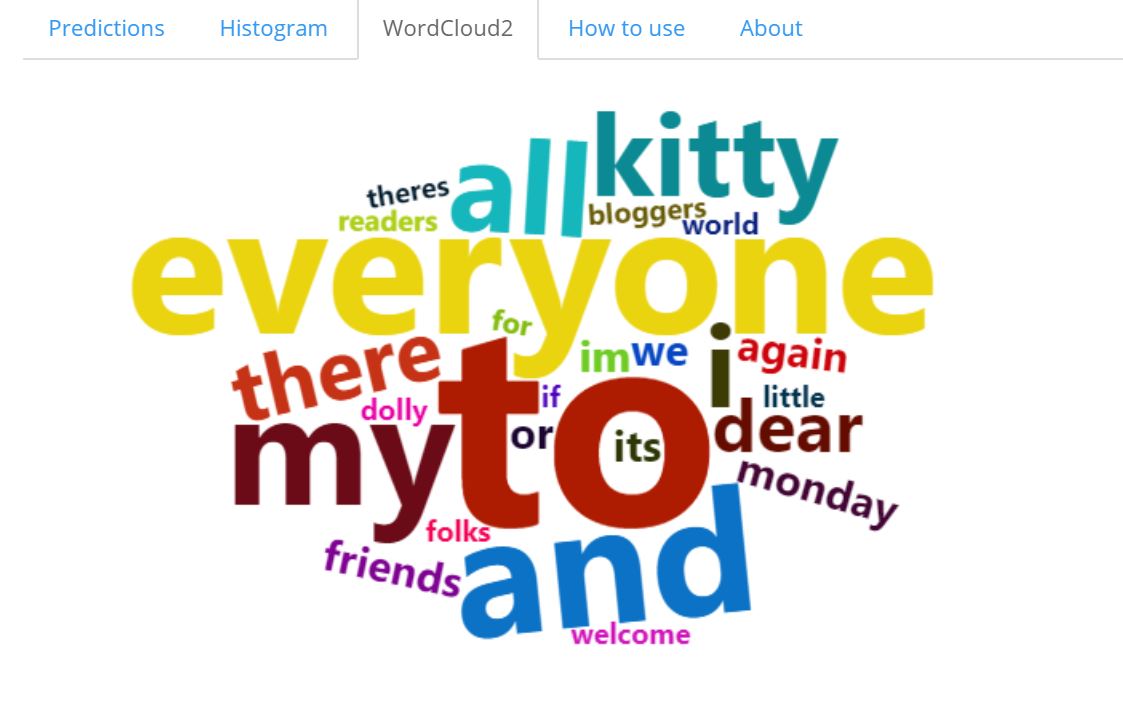 Predictions Histogram WordCloud2 How to use About
kitty
all
theres
bloggers
readers
world
everyone
for
there
im
we
i
again
to
if
little
dolly
my
or
its
dear
monday
folks
and
friends
welcome